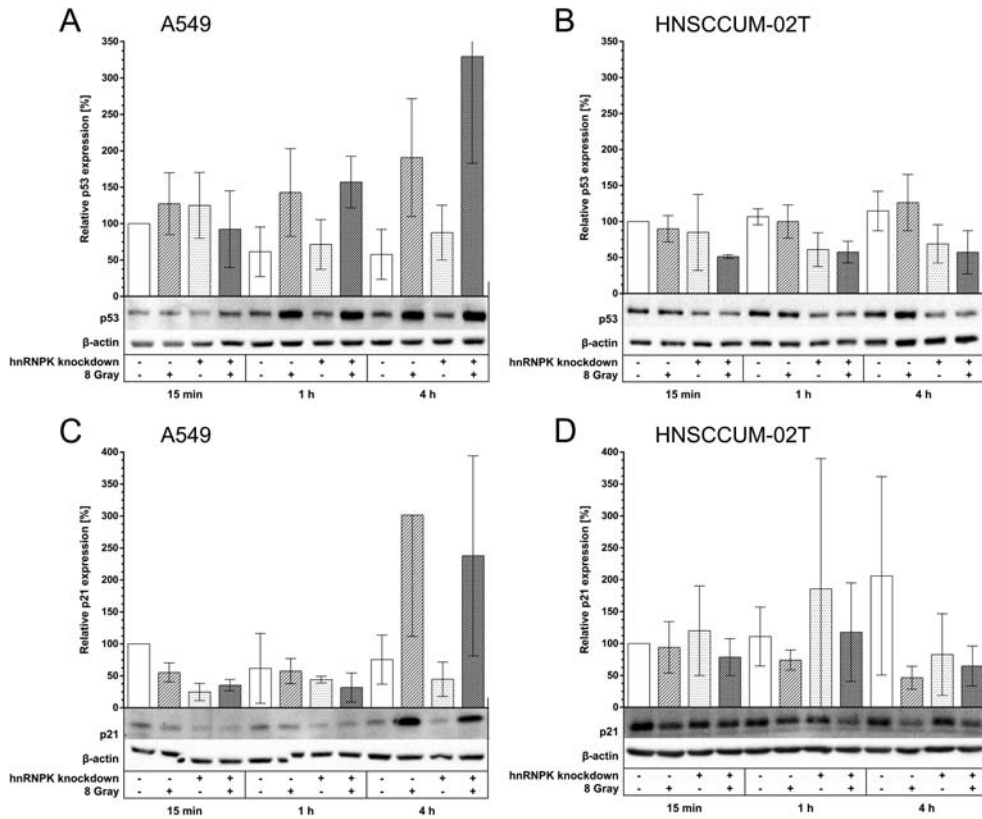 A A549
350
300
250
200
150
100
50
0
Relative p53 expression [%]
p53
β-actin
hnRNPK knockdown - - + + - - + + - - + +
8 Gray - + - + - + - + - + - +
15 min 1 h 4 h
B HNSCCUM-02T
350
300
250
200
150
100
50
0
Relative p53 expression [%]
p53
β-actin
hnRNPK knockdown - - + + - - + + - - + +
8 Gray - + - + - + - + - + - +
15 min 1 h 4 h
C A549
400
350
300
250
200
150
100
50
0
Relative p21 expression [%]
p21
β-actin
hnRNPK knockdown - - + + - - + + - - + +
8 Gray - + - + - + - + - + - +
15 min 1 h 4 h
D HNSCCUM-02T
400
350
300
250
200
150
100
50
0
Relative p21 expression [%]
p21
β-actin
hnRNPK knockdown - - + + - - + + - - + +
8 Gray - + - + - + - + - + - +
15 min 1 h 4 h